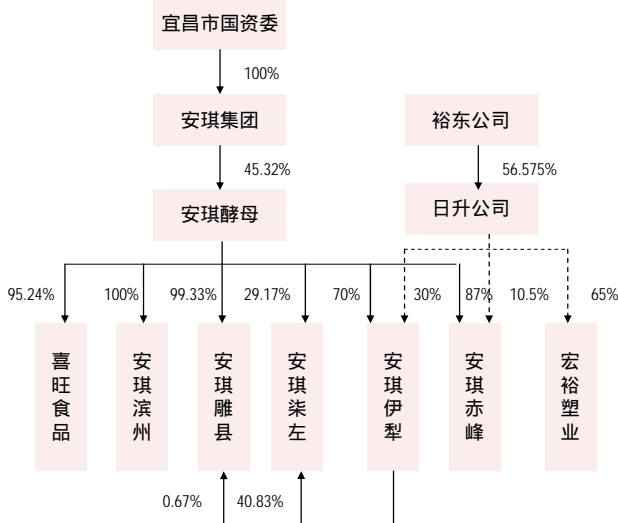 宜昌市国资委
100%
安琪集团
裕东公司
45.32%
56.575%
安琪酵母
日升公司
95.24%
100%
99.33%
29.17%
70%
30%
87%
10.5%
65%
喜旺食品
安琪滨州
安琪雎县
安琪柒左
安琪伊犁
安琪赤峰
宏裕塑业
0.67%
40.83%